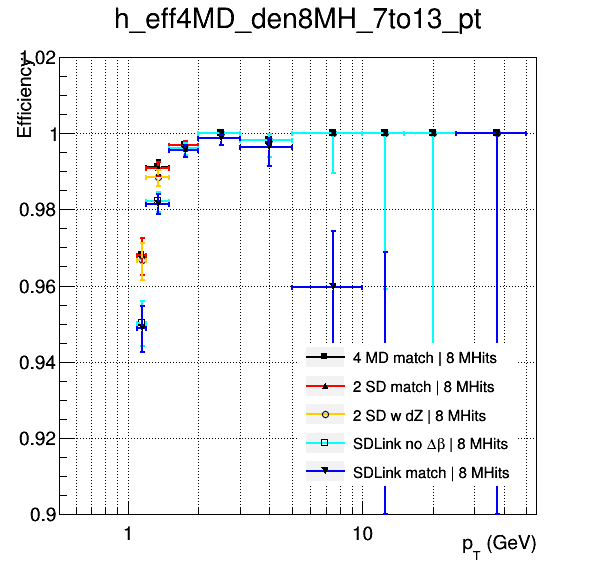 h_eff4MD_den8MH_7to13_pt
Efficiency
1.02
1
0.98
0.96
0.94
0.92
0.9
4 MD match | 8 MHits
2 SD match | 8 MHits
2 SD w dZ | 8 MHits
SDLink no Δβ | 8 MHits
SDLink match | 8 MHits
1
10
p_T (GeV)